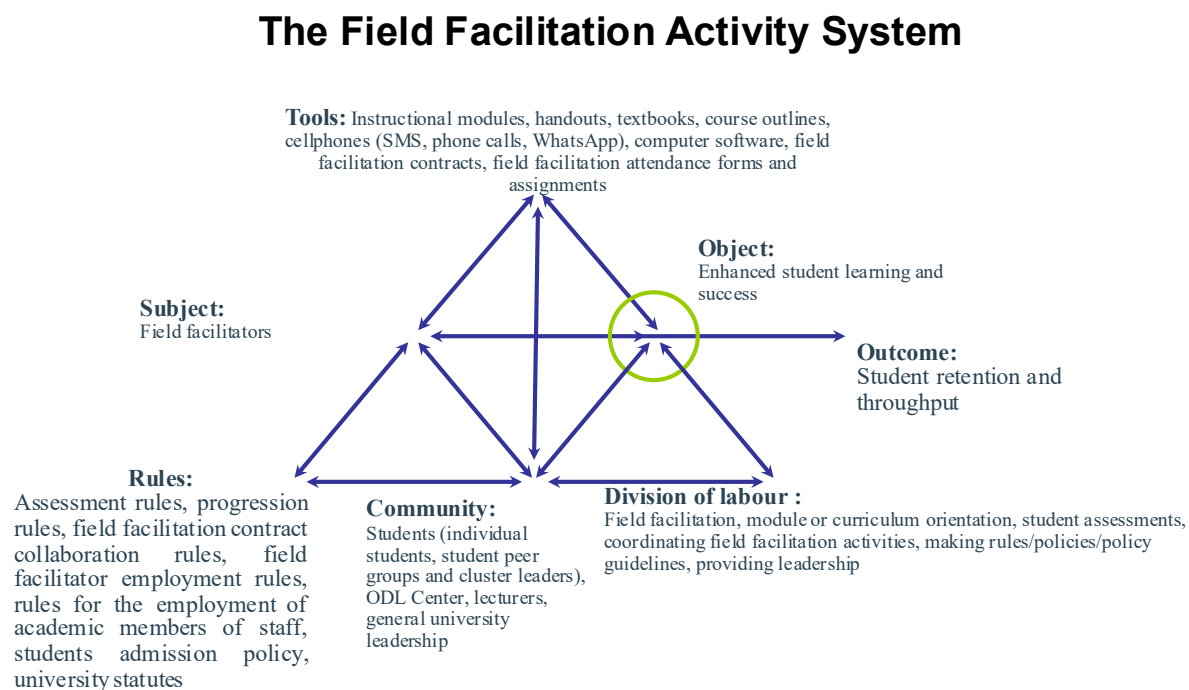 The Field Facilitation Activity System
Tools: Instructional modules, handouts, textbooks, course outlines,
cellphones (SMS, phone calls, WhatsApp), computer software, field
facilitation contracts, field facilitation attendance forms and
assignments
Object:
Enhanced student learning and
success
Subject:
Field facilitators
Outcome:
Student retention and
throughput
Rules:
Assessment rules, progression
rules, field facilitation contract
collaboration rules, field
facilitator employment rules,
rules for the employment of
academic members of staff,
students admission policy,
university statutes
Community:
Students (individual
students, student peer
groups and cluster leaders),
ODL Center, lecturers,
general university
leadership
Division of labour :
Field facilitation, module or curriculum orientation, student assessments,
coordinating field facilitation activities, making rules/policies/policy
guidelines, providing leadership